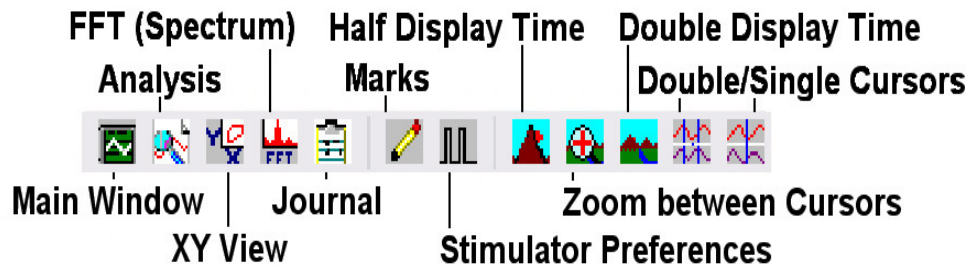 FFT (Spectrum) Half Display Time Double Display Time
Analysis Marks Double/Single Cursors
Y X FFT
Main Window Journal Zoom between Cursors
XY View Stimulator Preferences